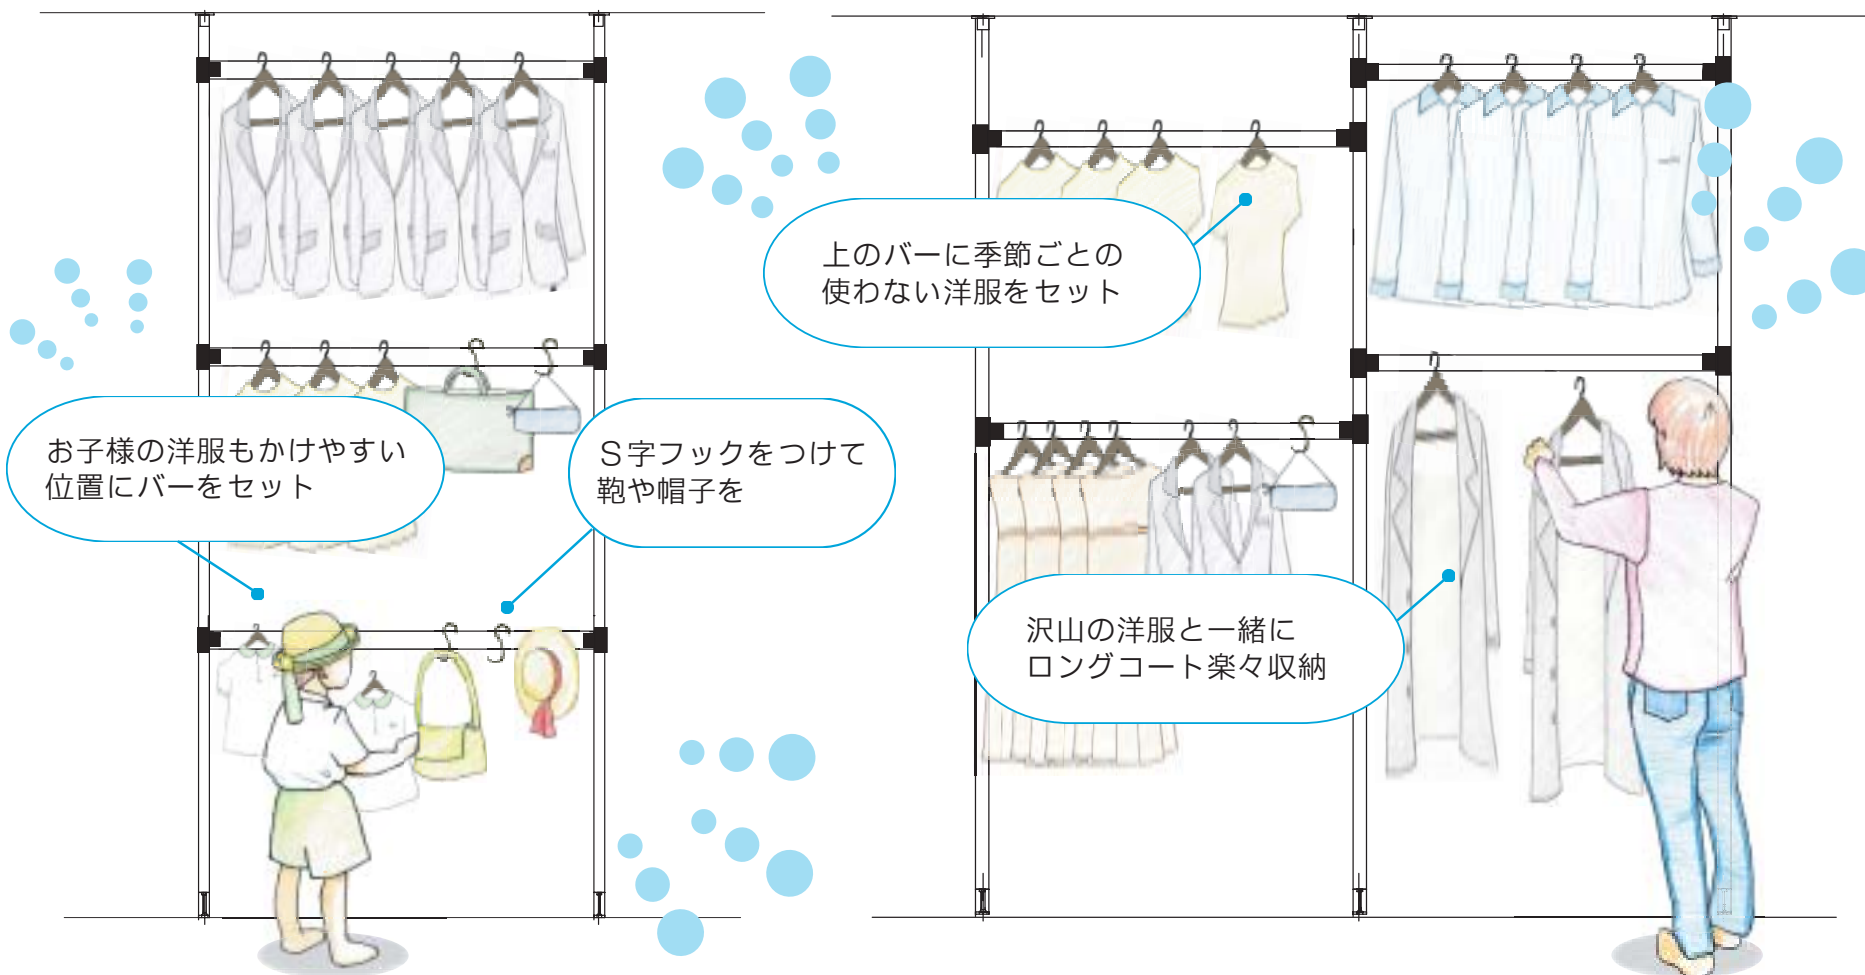 お子様の洋服もかけやすい
位置にバーをセット
S字フックをつけて
鞄や帽子を
上のバーに季節ごとの
使わない洋服をセット
沢山の洋服と一緒に
ロングコート楽々収納